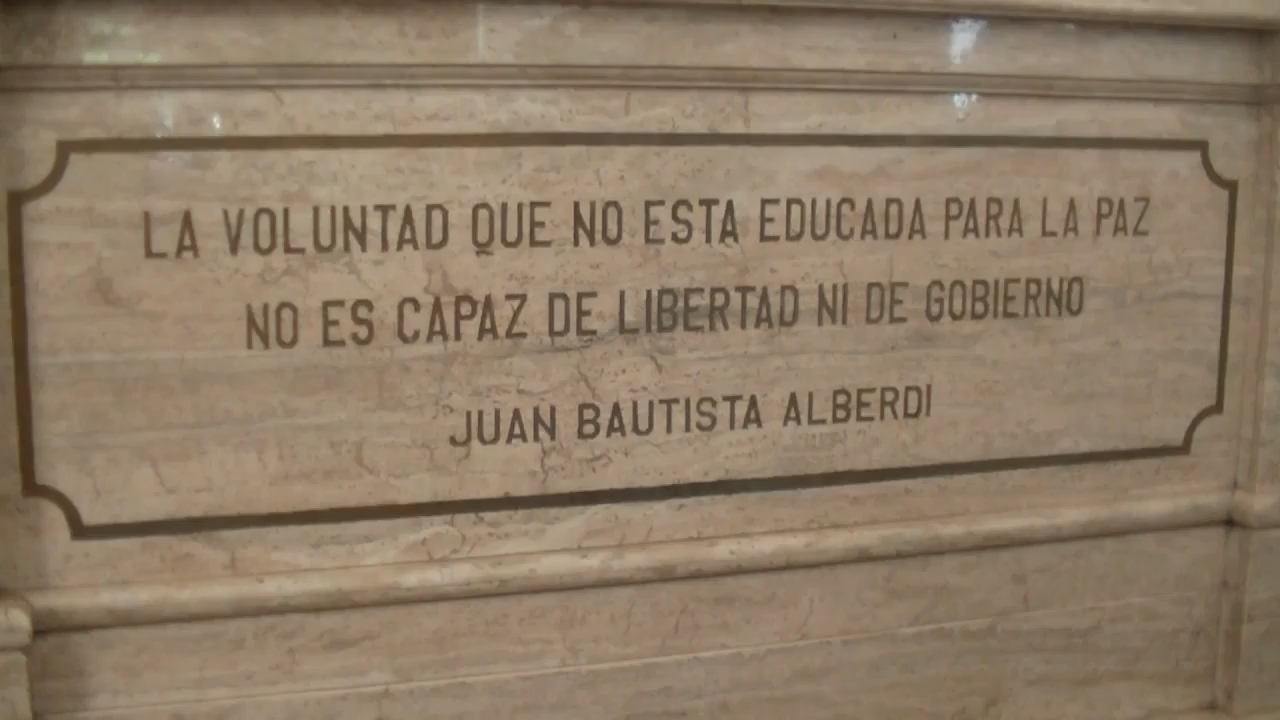 LA VOLUNTAD QUE NO ESTA EDUCADA PARA LA PAZ
NO ES CAPAZ DE LIBERTAD NI DE GOBIERNO
JUAN BAUTISTA ALBERDI